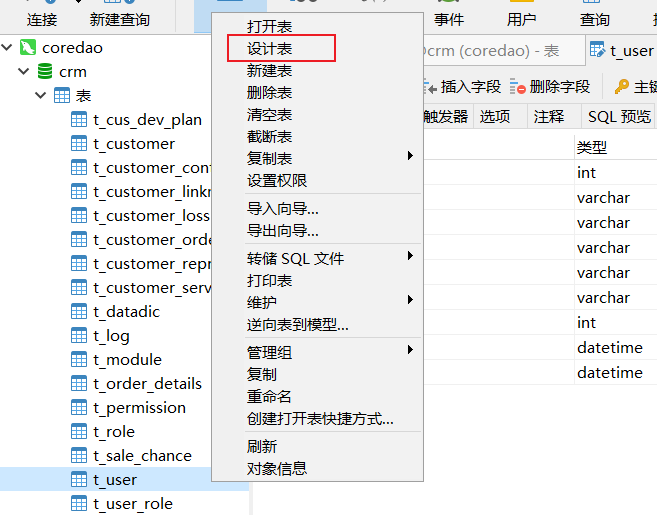 连接 新建查询 事件 用户 查询
coredao
crm
表
t_cus_dev_plan
t_customer
t_customer_cont
t_customer_linkn
t_customer_loss
t_customer_orde
t_customer_repr
t_customer_serv
t_datadic
t_log
t_module
t_order_details
t_permission
t_role
t_sale_chance
t_user
t_user_role
打开表
设计表
新建表
删除表
清空表
截断表
复制表
设置权限
导入向导...
导出向导...
转储 SQL 文件
打印表
维护
逆向表到模型...
管理组
复制
重命名
创建打开表快捷方式...
刷新
对象信息
crm (coredao) - 表 t_user
插入字段 删除字段 主键
触发器 选项 注释 SQL 预览
类型
int
varchar
varchar
varchar
varchar
varchar
int
datetime
datetime